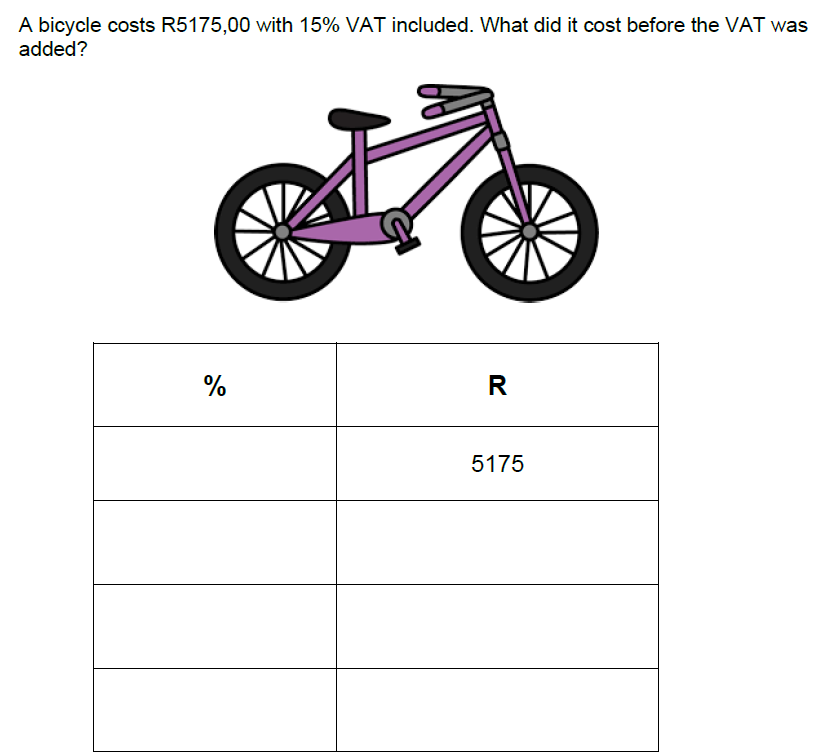 A bicycle costs R5175,00 with 15% VAT included. What did it cost before the VAT was
added?
% R
5175